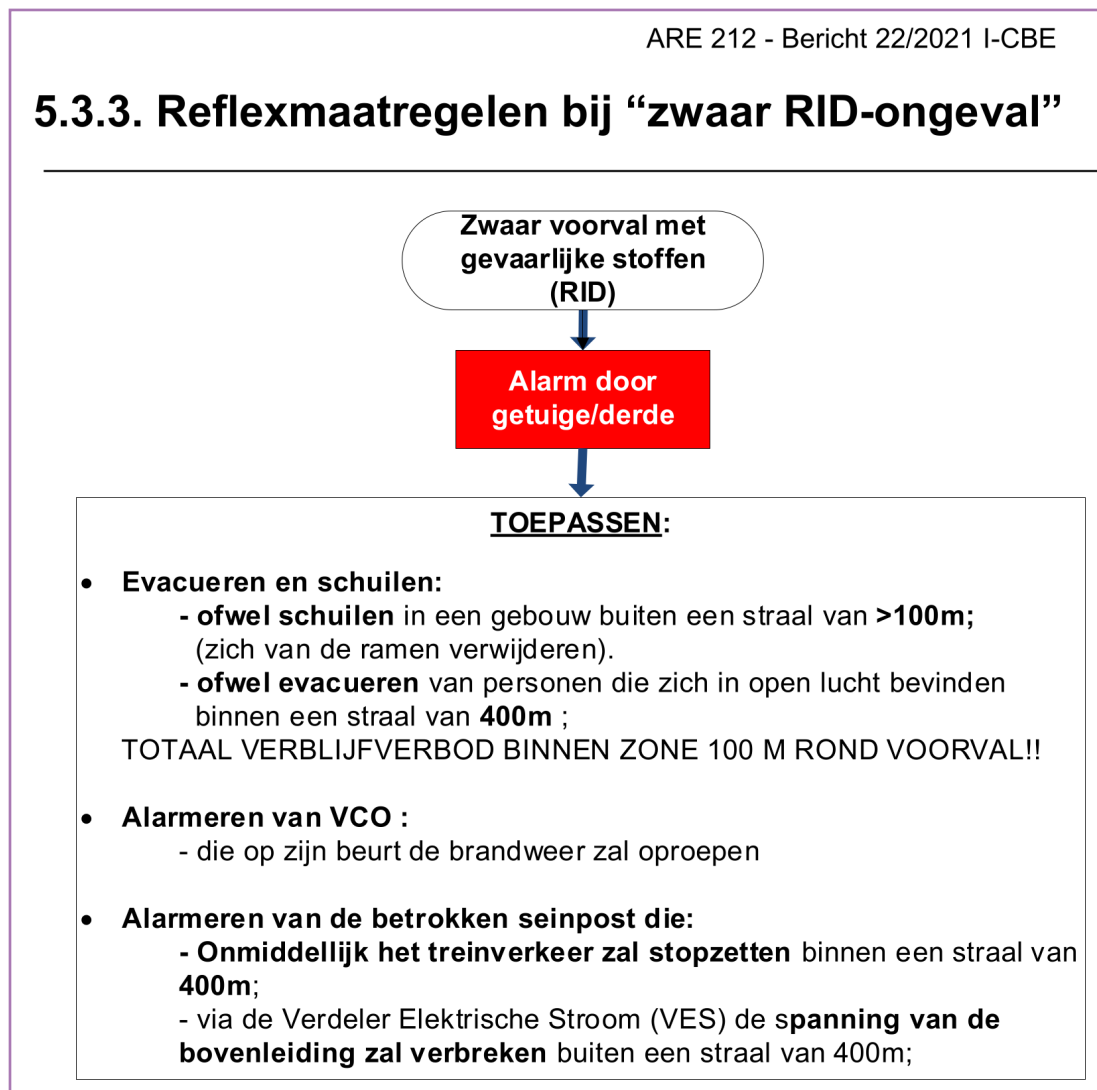 ARE 212 - Bericht 22/2021 I-CBE
5.3.3. Reflexmaatregelen bij “zwaar RID-ongeval”
Zwaar voorval met
gevaarlijke stoffen
(RID)
Alarm door
getuige/derde
TOEPASSEN:
• Evacueren en schuilen:
- ofwel schuilen in een gebouw buiten een straal van >100m;
(zich van de ramen verwijderen).
- ofwel evacueren van personen die zich in open lucht bevinden
binnen een straal van 400m ;
TOTAAL VERBLIJFVERBOD BINNEN ZONE 100 M ROND VOORVAL!!
• Alarmeren van VCO :
- die op zijn beurt de brandweer zal oproepen
• Alarmeren van de betrokken seinpost die:
- Onmiddellijk het treinverkeer zal stopzetten binnen een straal van
400m;
- via de Verdeler Elektrische Stroom (VES) de spanning van de
bovenleiding zal verbreken buiten een straal van 400m;